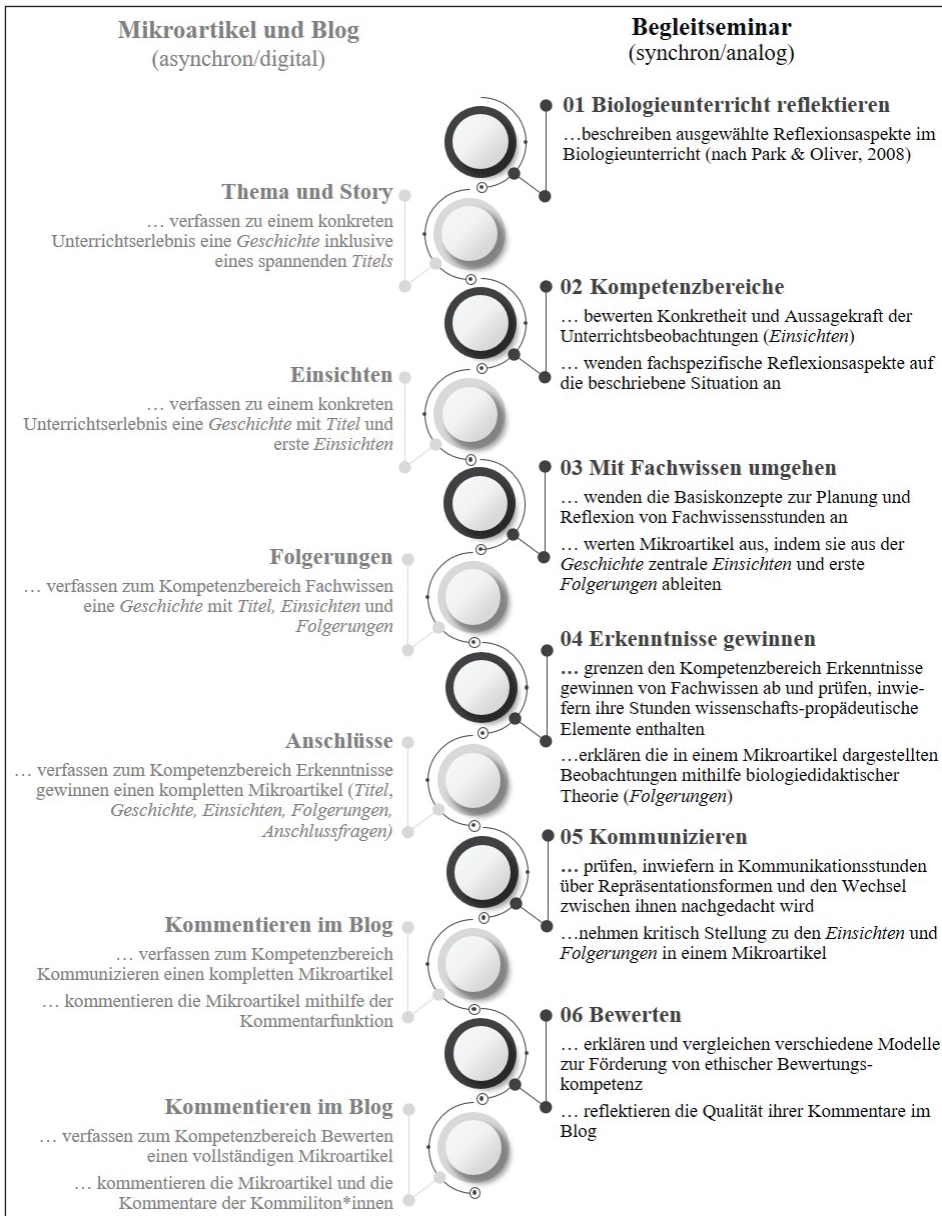 Mikroartikel und Blog
(asynchron/digital)
Begleitseminar
(synchron/analog)
01 Biologieunterricht reflektieren
…beschreiben ausgewählte Reflexionsaspekte im
Biologieunterricht (nach Park & Oliver, 2008)
Thema und Story
… verfassen zu einem konkreten
Unterrichtserlebnis eine Geschichte inklusive
eines spannenden Titels
02 Kompetenzbereiche
… bewerten Konkretheit und Aussagekraft der
Unterrichtsbeobachtungen (Einsichten)
… wenden fachspezifische Reflexionsaspekte auf
die beschriebene Situation an
Einsichten
… verfassen zu einem konkreten
Unterrichtserlebnis eine Geschichte mit Titel und
erste Einsichten
03 Mit Fachwissen umgehen
… wenden die Basiskonzepte zur Planung und
Reflexion von Fachwissensstunden an
… werten Mikroartikel aus, indem sie aus der
Geschichte zentrale Einsichten und erste
Folgerungen ableiten
Folgerungen
… verfassen zum Kompetenzbereich Fachwissen
eine Geschichte mit Titel, Einsichten und
Folgerungen
04 Erkenntnisse gewinnen
… grenzen den Kompetenzbereich Erkenntnisse
gewinnen von Fachwissen ab und prüfen, inwie-
fern ihre Stunden wissenschafts-propädeutische
Elemente enthalten
…erklären die in einem Mikroartikel dargestellten
Beobachtungen mithilfe biologiedidaktischer
Theorie (Folgerungen)
Anschlüsse
… verfassen zum Kompetenzbereich Erkenntnisse
gewinnen einen kompletten Mikroartikel (Titel,
Geschichte, Einsichten, Folgerungen,
Anschlussfragen)
05 Kommunizieren
… prüfen, inwiefern in Kommunikationsstunden
über Repräsentationsformen und den Wechsel
zwischen ihnen nachgedacht wird
…nehmen kritisch Stellung zu den Einsichten und
Folgerungen in einem Mikroartikel
Kommentieren im Blog
… verfassen zum Kompetenzbereich
Kommunizieren einen kompletten Mikroartikel
… kommentieren die Mikroartikel mithilfe der
Kommentarfunktion
06 Bewerten
… erklären und vergleichen verschiedene Modelle
zur Förderung von ethischer Bewertungs-
kompetenz
… reflektieren die Qualität ihrer Kommentare im
Blog
Kommentieren im Blog
… verfassen zum Kompetenzbereich Bewerten
einen vollständigen Mikroartikel
… kommentieren die Mikroartikel und die
Kommentare der Kommiliton*innen